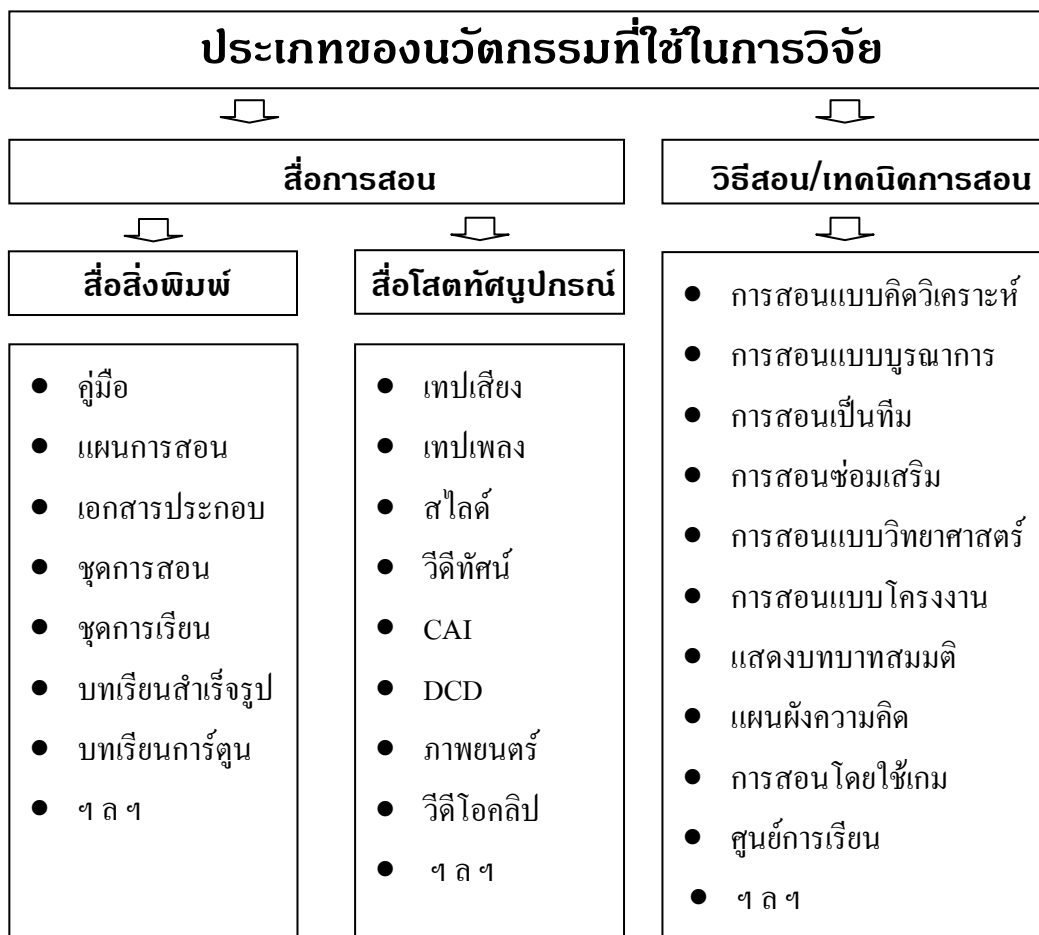 ประเภทของนวัตกรรมที่ใช้ในการวิจัย
สื่อการสอน
วิธีสอน/เทคนิคการสอน
สื่อสิ่งพิมพ์
สื่อโสตทัศนูปกรณ์
● คู่มือ
● แผนการสอน
● เอกสารประกอบ
● ชุดการสอน
● ชุดการเรียน
● บทเรียนสำเร็จรูป
● บทเรียนการ์ตูน
● ฯ ล ฯ
● เทปเสียง
● เทปเพลง
● สไลด์
● วีดีทัศน์
● CAI
● DCD
● ภาพยนตร์
● วีดีโอคลิป
● ฯ ล ฯ
● การสอนแบบคิดวิเคราะห์
● การสอนแบบบูรณาการ
● การสอนเป็นทีม
● การสอนซ่อมเสริม
● การสอนแบบวิทยาศาสตร์
● การสอนแบบโครงงาน
● แสดงบทบาทสมมติ
● แผนผังความคิด
● การสอนโดยใช้เกม
● ศูนย์การเรียน
● ฯ ล ฯ